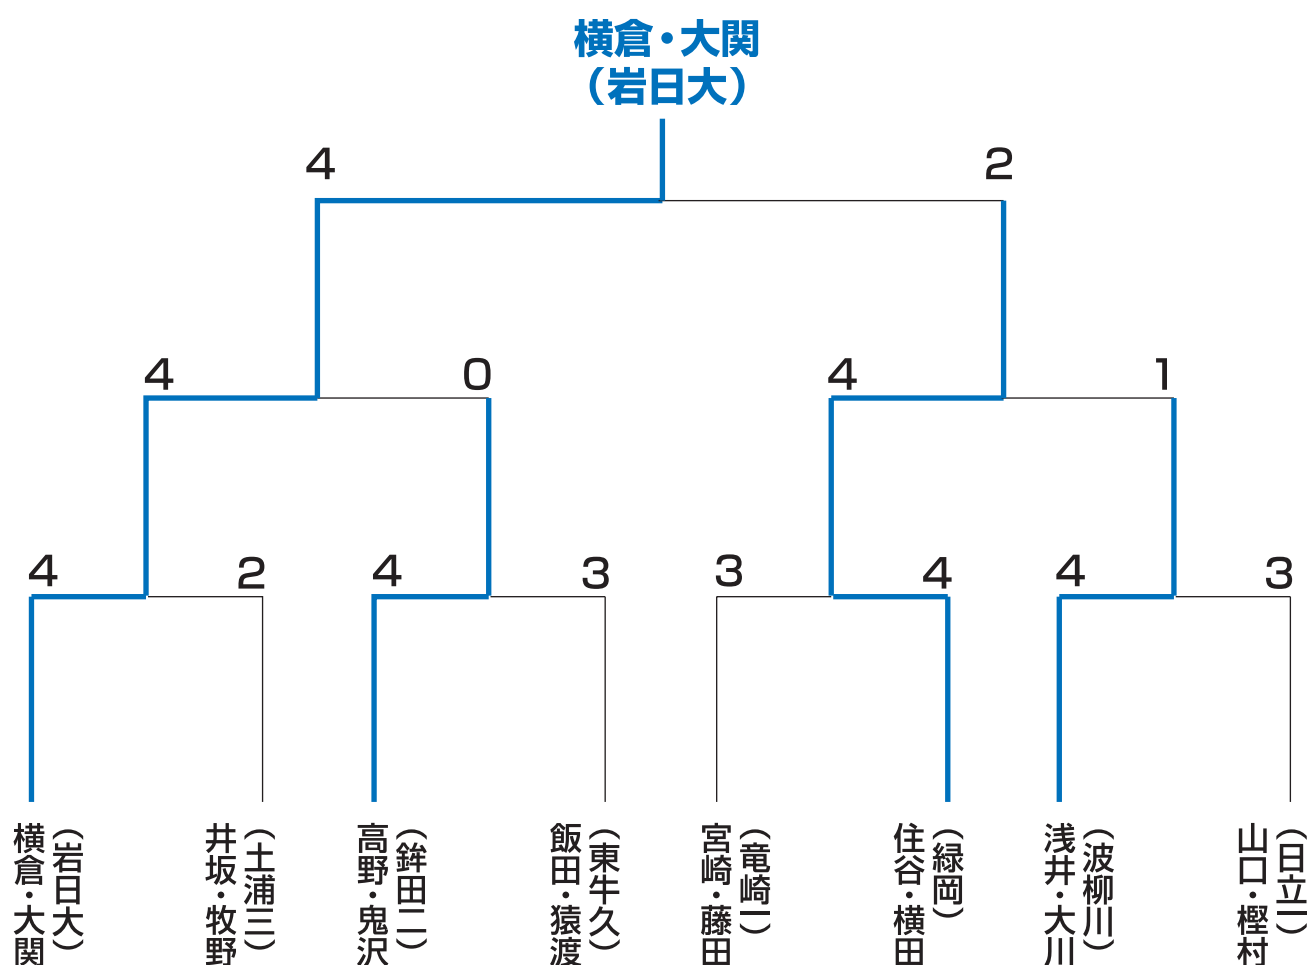 横倉・大関
（岩日大）
4
2
4
0
4
1
4
2
4
3
3
4
4
3
横倉・大関
（岩日大）
井坂・牧野
（土浦三）
高野・鬼沢
（鉾田二）
飯田・猿渡
（東牛久）
宮崎・藤田
（竜崎一）
住谷・横田
（緑岡）
浅井・大川
（波柳川）
山口・樫村
（日立一）